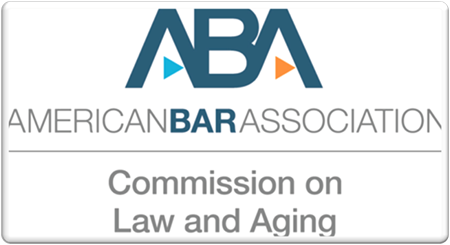 ABA
AMERICANBARASSOCIATION
Commission on
Law and Aging